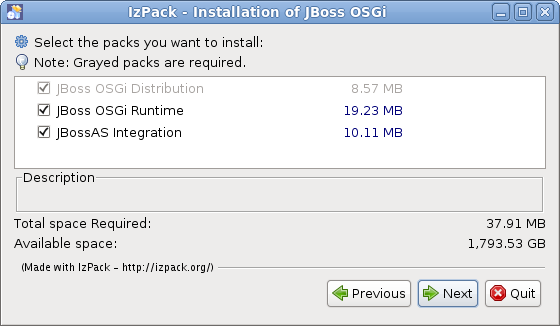 IzPack - Installation of JBoss OSGi
Select the packs you want to install:
Note: Grayed packs are required.
JBoss OSGi Distribution 8.57 MB
JBoss OSGi Runtime 19.23 MB
JBossAS Integration 10.11 MB
Description
Total space Required: 37.91 MB
Available space: 1,793.53 GB
(Made with IzPack - http://izpack.org/)
Previous Next Quit